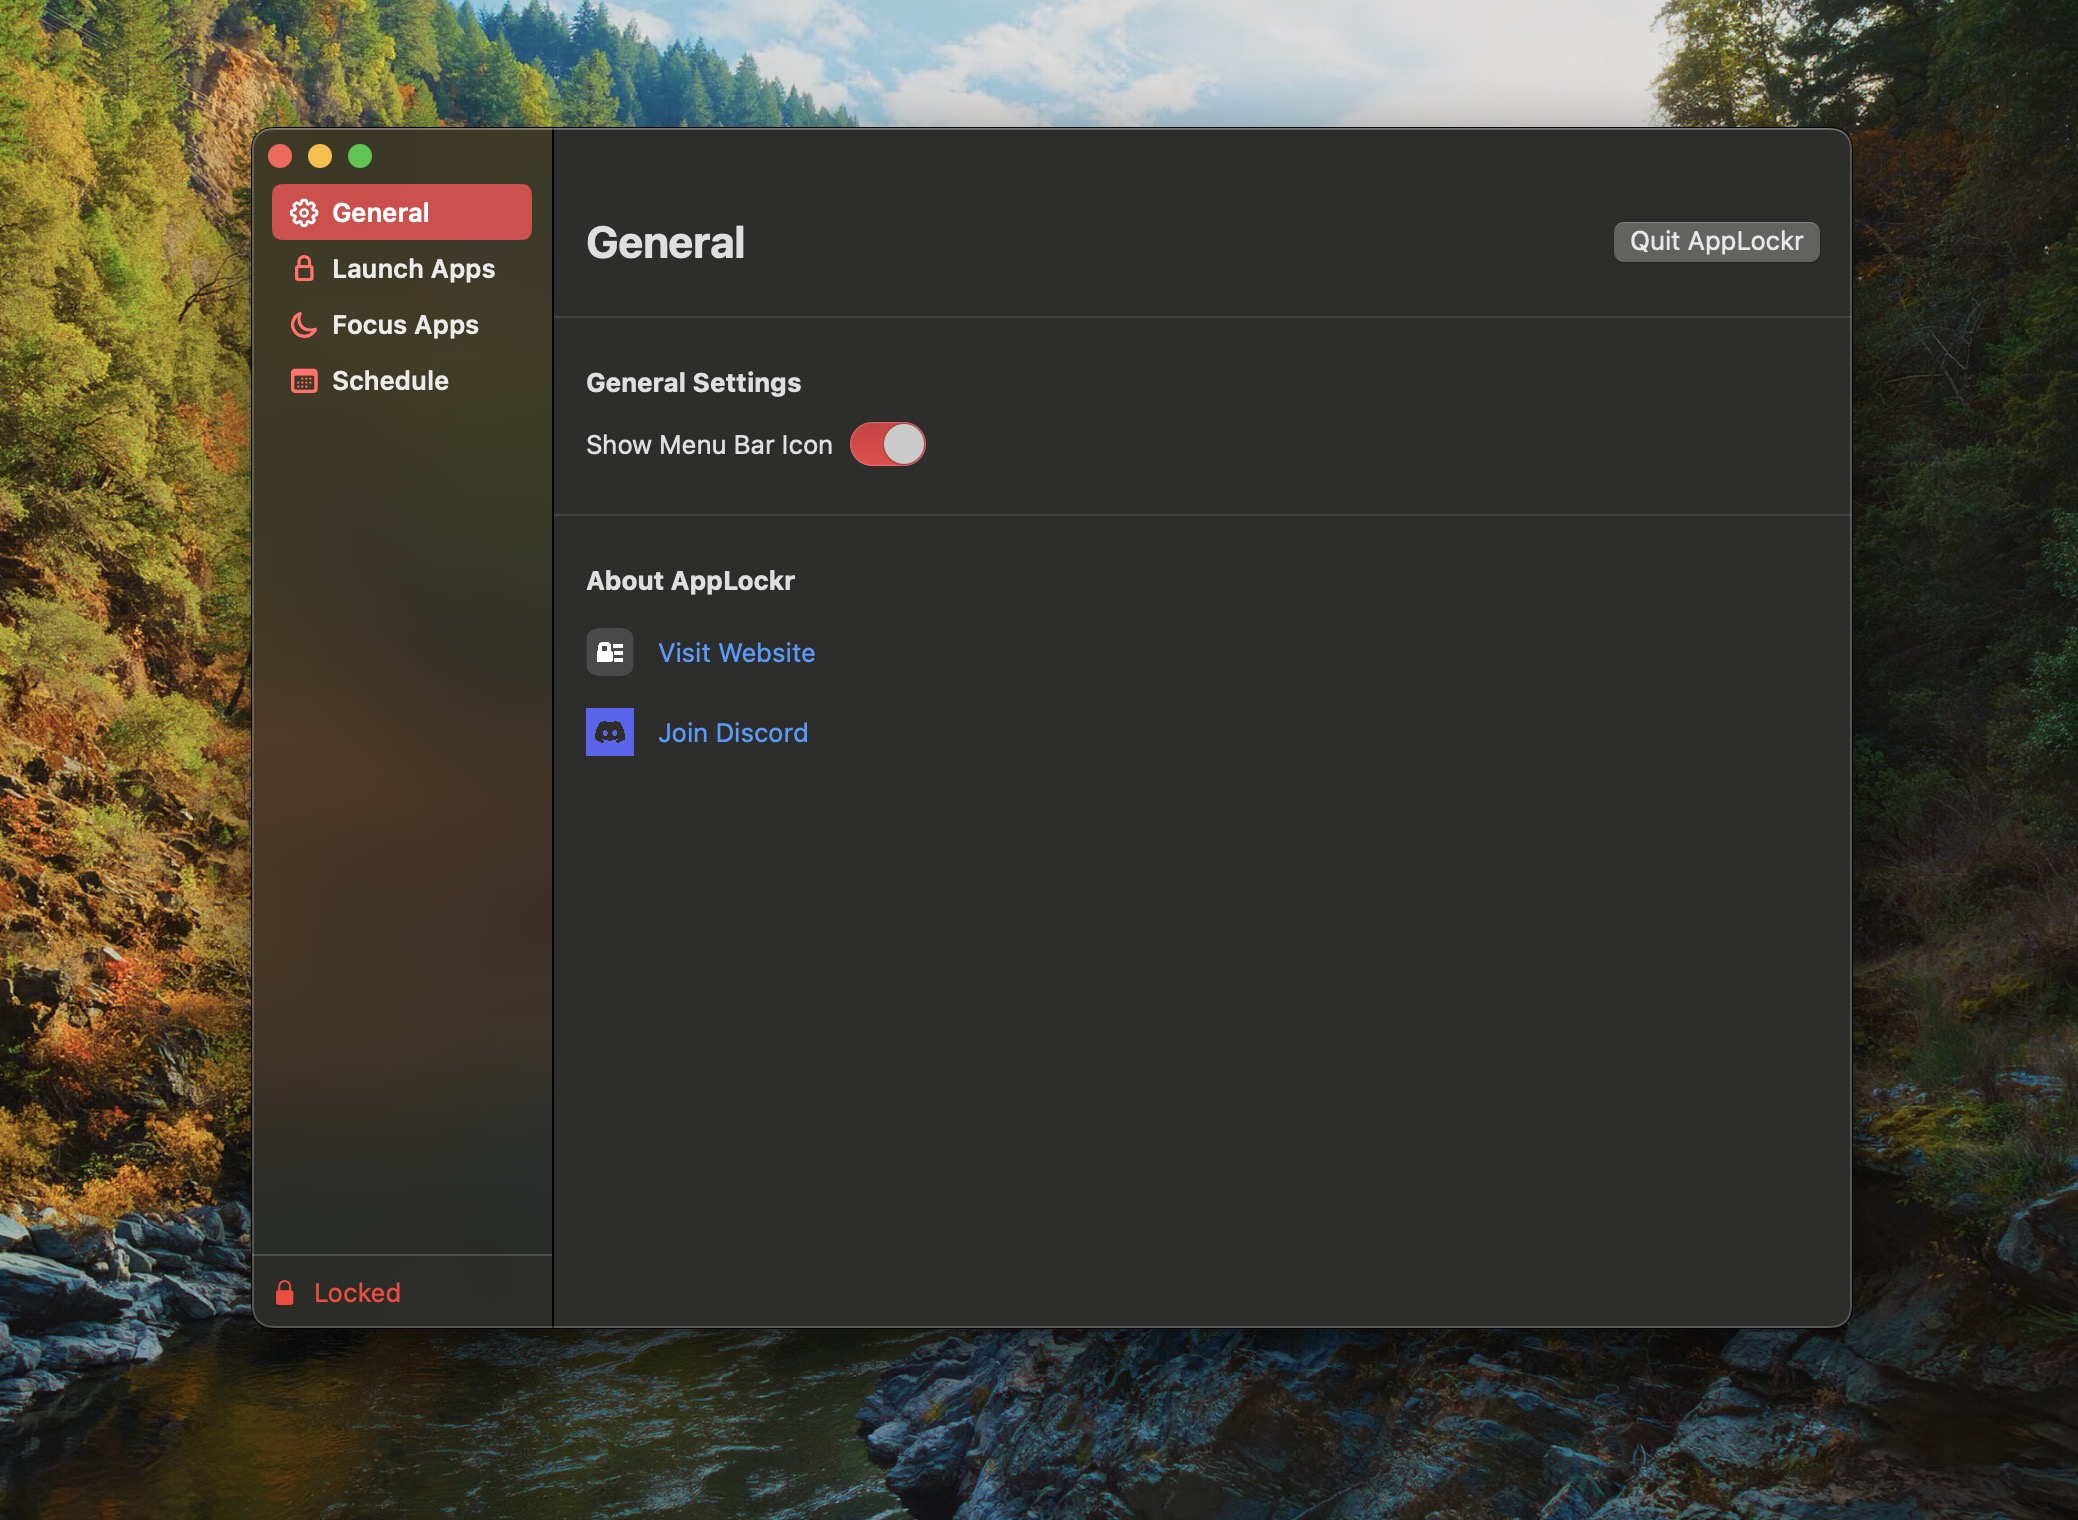 General
Launch Apps
Focus Apps
Schedule
Locked
General
Quit AppLockr
General Settings
Show Menu Bar Icon
About AppLockr
Visit Website
Join Discord